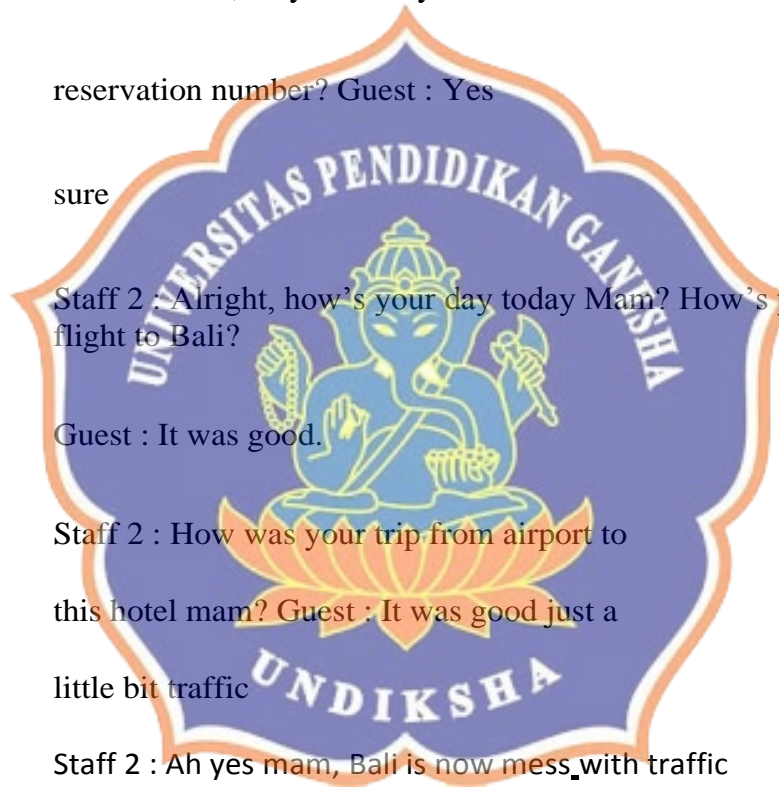 reservation number? Guest : Yes
sure
UNIVERSITAS PENDIDIKAN GANESHA
Staff 2 : Alright, how’s your day today Mam? How’s
flight to Bali?
Guest : It was good.
Staff 2 : How was your trip from airport to
this hotel mam? Guest : It was good just a
little bit traffic
UNDIKSHA
Staff 2 : Ah yes mam, Bali is now mess with traffic